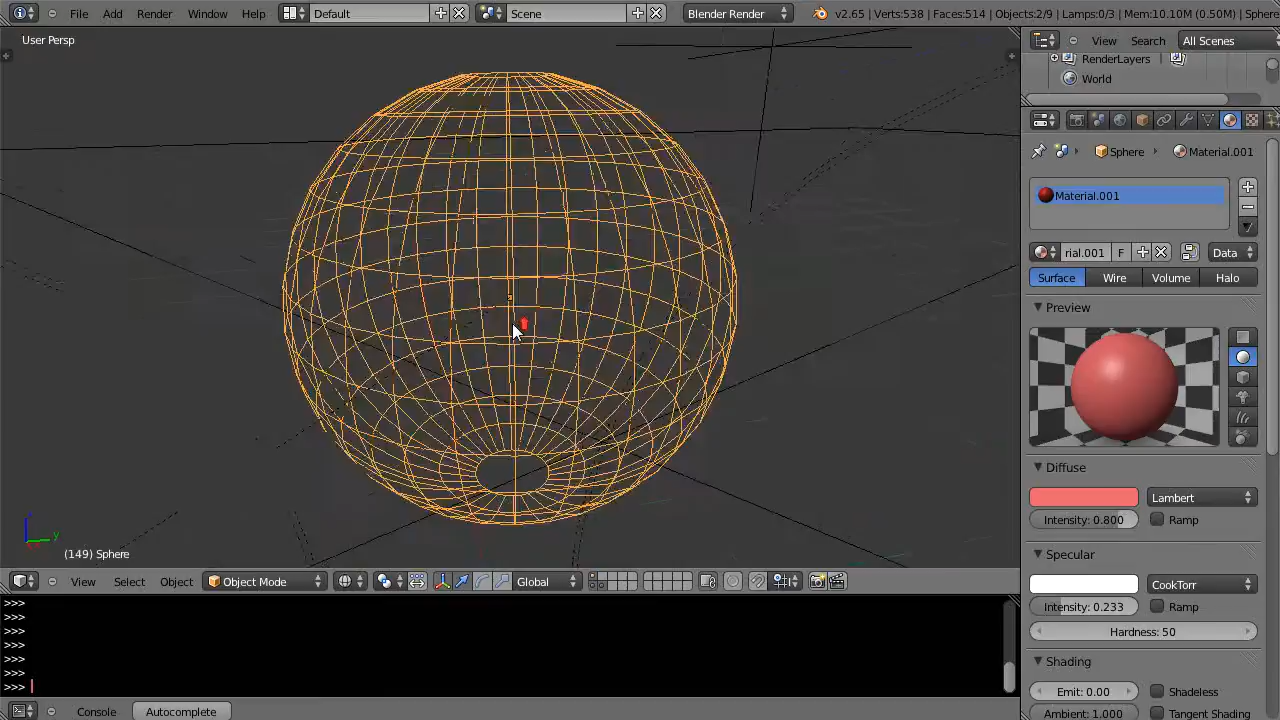 File Add Render Window Help Default Scene Blender Render v2.65 | Verts:538 | Faces:514 | Objects:2/9 | Lamps:0/3 | Mem:10.10M (0.50M) | Sphere
User Persp
View Search All Scenes
RenderLayers
World
Sphere Material.001
Material.001
rial.001 F Data
Surface Wire Volume Halo
Preview
Diffuse
Lambert
Intensity: 0.800 Ramp
Specular
CookTorr
Intensity: 0.233 Ramp
Hardness: 50
Shading
Emit: 0.00 Shadeless
Ambient: 1.000 Tangent Shading
y
(149) Sphere
View Select Object Object Mode Global
>>>
>>>
>>>
>>>
>>>
>>>
>>>
Console Autocomplete